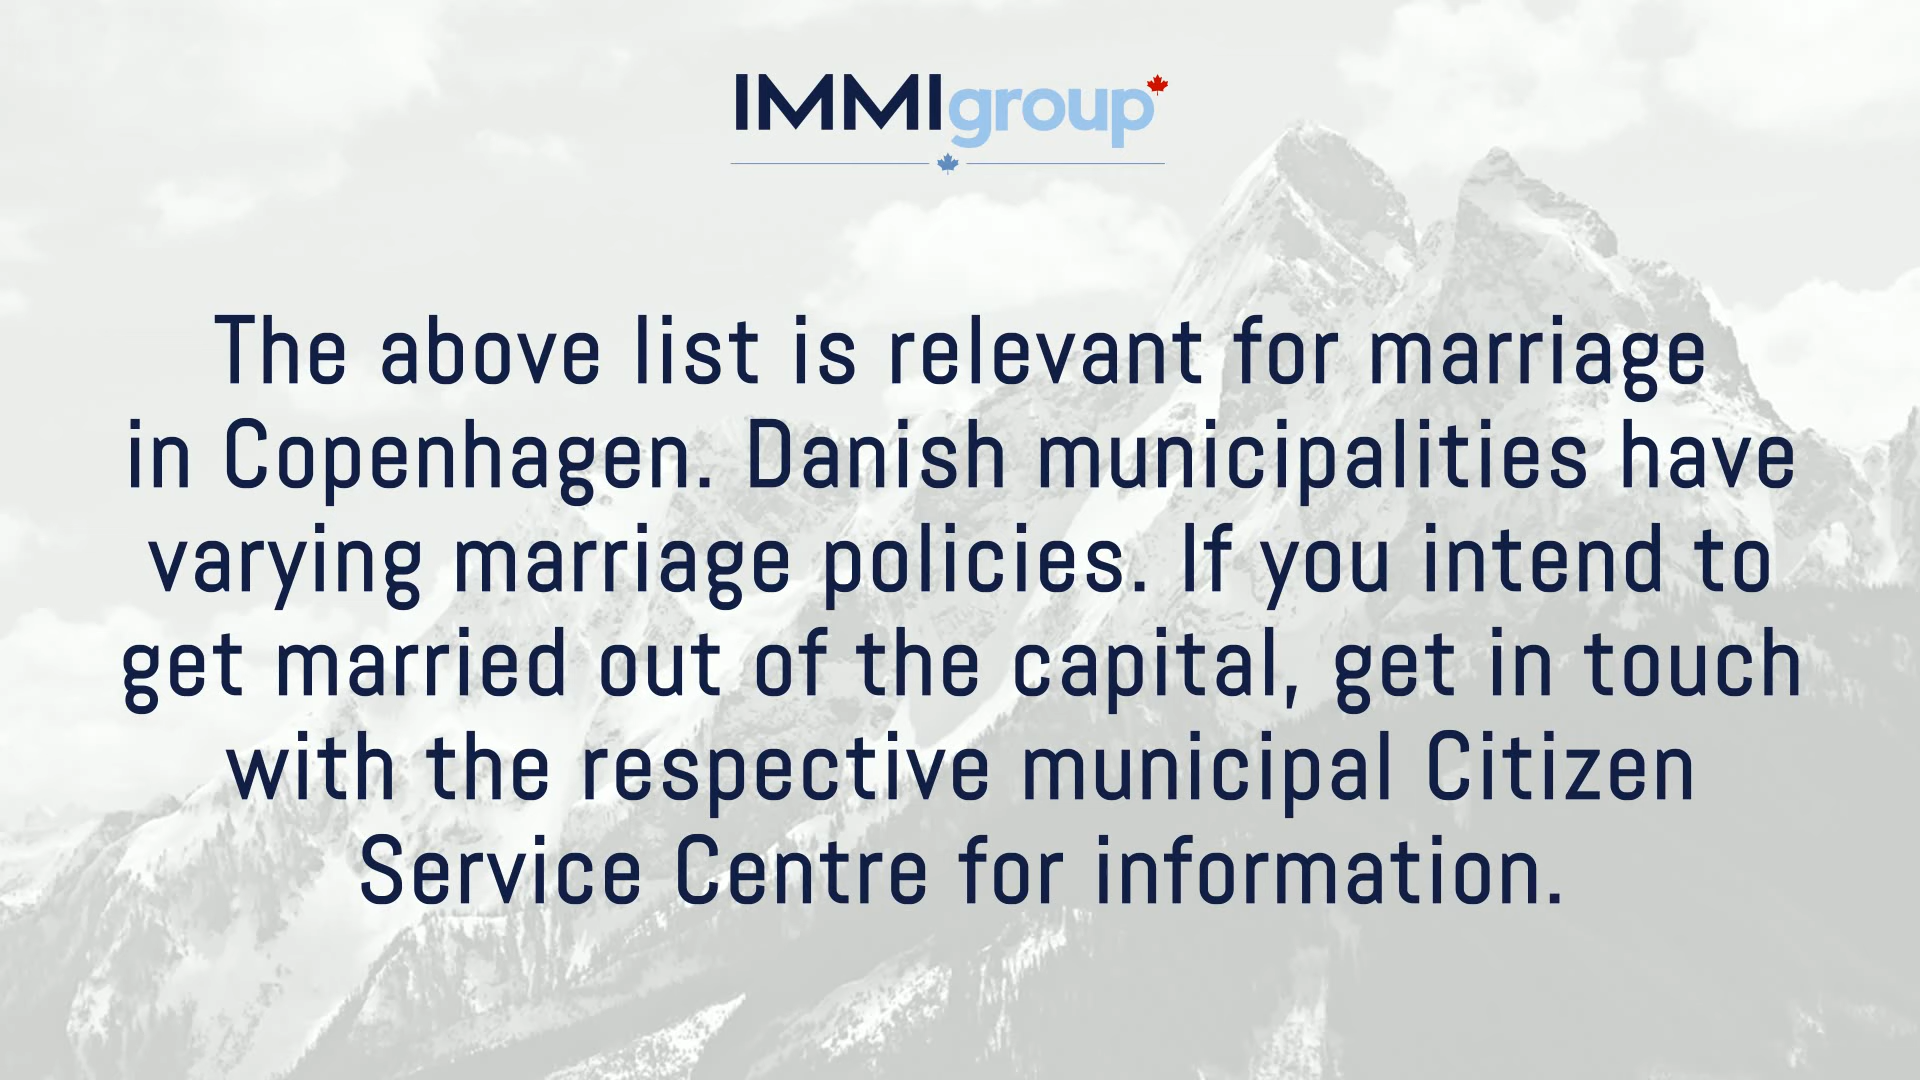 IMMIgroup
The above list is relevant for marriage
in Copenhagen. Danish municipalities have
varying marriage policies. If you intend to
get married out of the capital, get in touch
with the respective municipal Citizen
Service Centre for information.